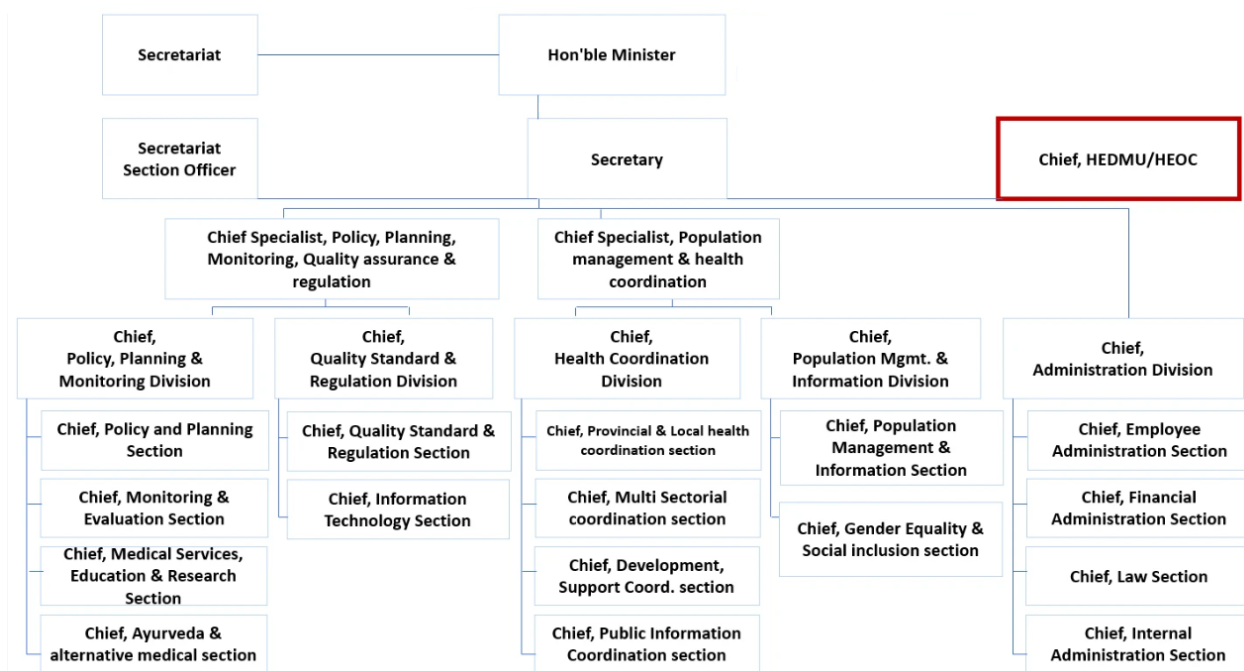 Secretariat
Hon'ble Minister
Secretariat
Section Officer
Secretary
Chief, HEDMU/HEOC
Chief Specialist, Policy, Planning,
Monitoring, Quality assurance &
regulation
Chief Specialist, Population
management & health
coordination
Chief,
Policy, Planning &
Monitoring Division
Chief,
Quality Standard &
Regulation Division
Chief,
Health Coordination
Division
Chief,
Population Mgmt. &
Information Division
Chief,
Administration Division
Chief, Policy and Planning
Section
Chief, Monitoring &
Evaluation Section
Chief, Medical Services,
Education & Research
Section
Chief, Ayurveda &
alternative medical section
Chief, Quality Standard &
Regulation Section
Chief, Information
Technology Section
Chief, Provincial & Local health
coordination section
Chief, Multi Sectorial
coordination section
Chief, Development,
Support Coord. section
Chief, Public Information
Coordination section
Chief, Population
Management &
Information Section
Chief, Gender Equality &
Social inclusion section
Chief, Employee
Administration Section
Chief, Financial
Administration Section
Chief, Law Section
Chief, Internal
Administration Section